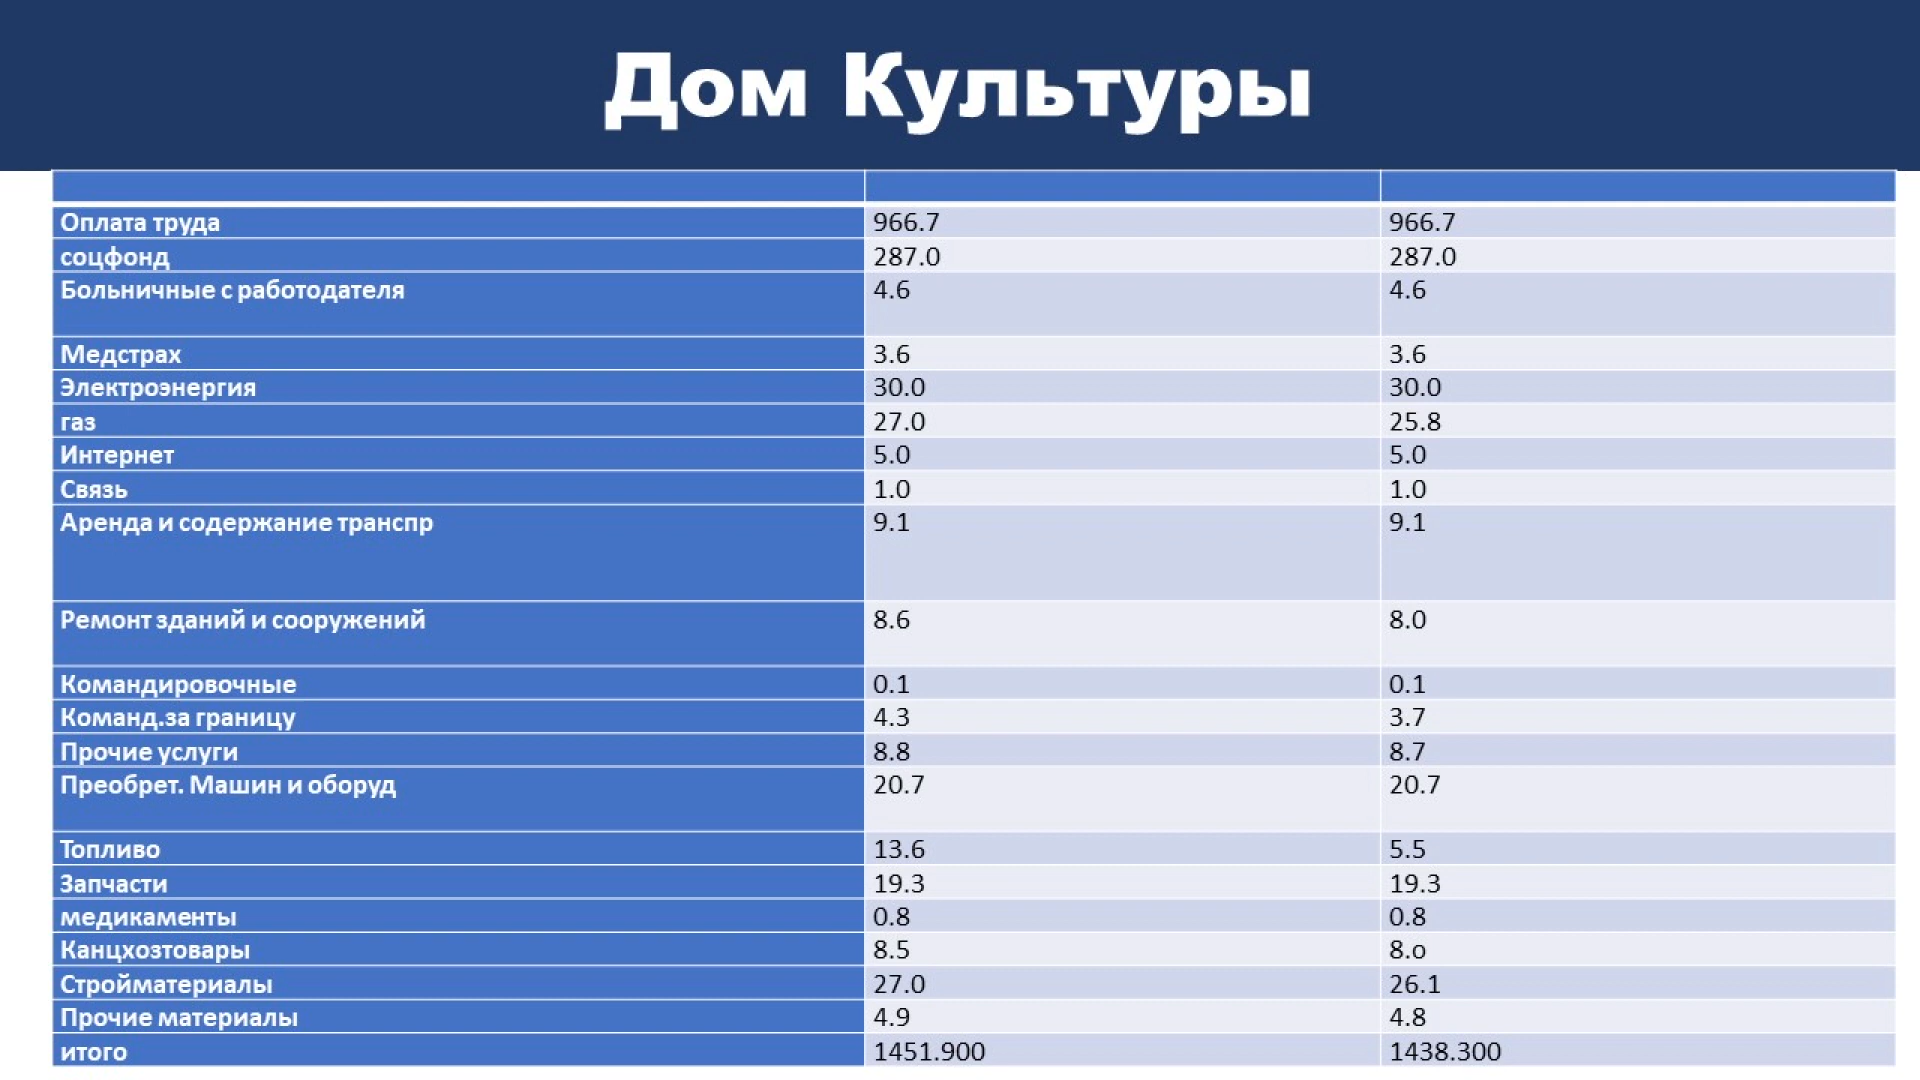 Дом Культуры
Оплата труда 966.7 966.7
соцфонд 287.0 287.0
Больничные с работодателя 4.6 4.6
Медстрах 3.6 3.6
Электроэнергия 30.0 30.0
газ 27.0 25.8
Интернет 5.0 5.0
Связь 1.0 1.0
Аренда и содержание транспр 9.1 9.1
Ремонт зданий и сооружений 8.6 8.0
Командировочные 0.1 0.1
Команд.за границу 4.3 3.7
Прочие услуги 8.8 8.7
Преобрет. Машин и оборуд 20.7 20.7
Топливо 13.6 5.5
Запчасти 19.3 19.3
медикаменты 0.8 0.8
Канцхозтовары 8.5 8.о
Стройматериалы 27.0 26.1
Прочие материалы 4.9 4.8
итого 1451.900 1438.300